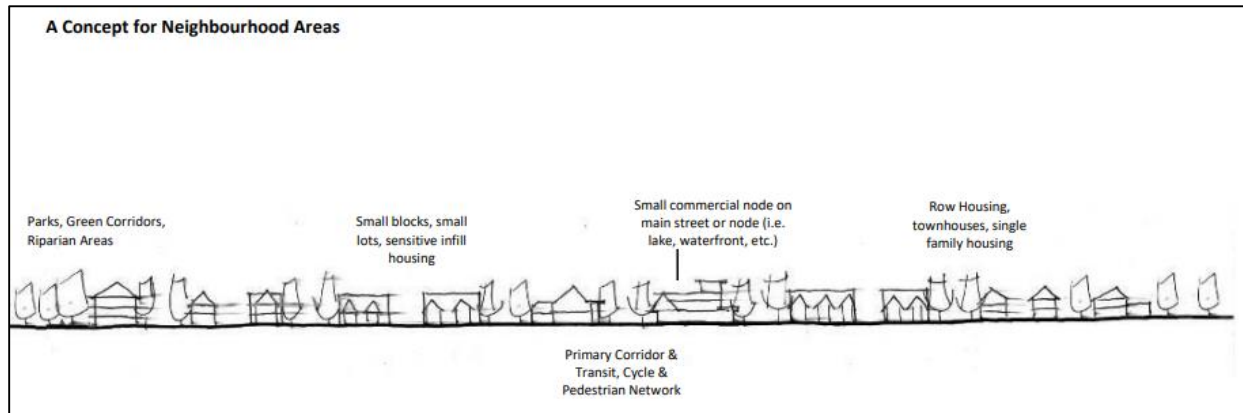 A Concept for Neighbourhood Areas
Parks, Green Corridors,
Riparian Areas
Small blocks, small
lots, sensitive infill
housing
Small commercial node on
main street or node (i.e.
lake, waterfront, etc.)
Row Housing,
townhouses, single
family housing
Primary Corridor &
Transit, Cycle &
Pedestrian Network